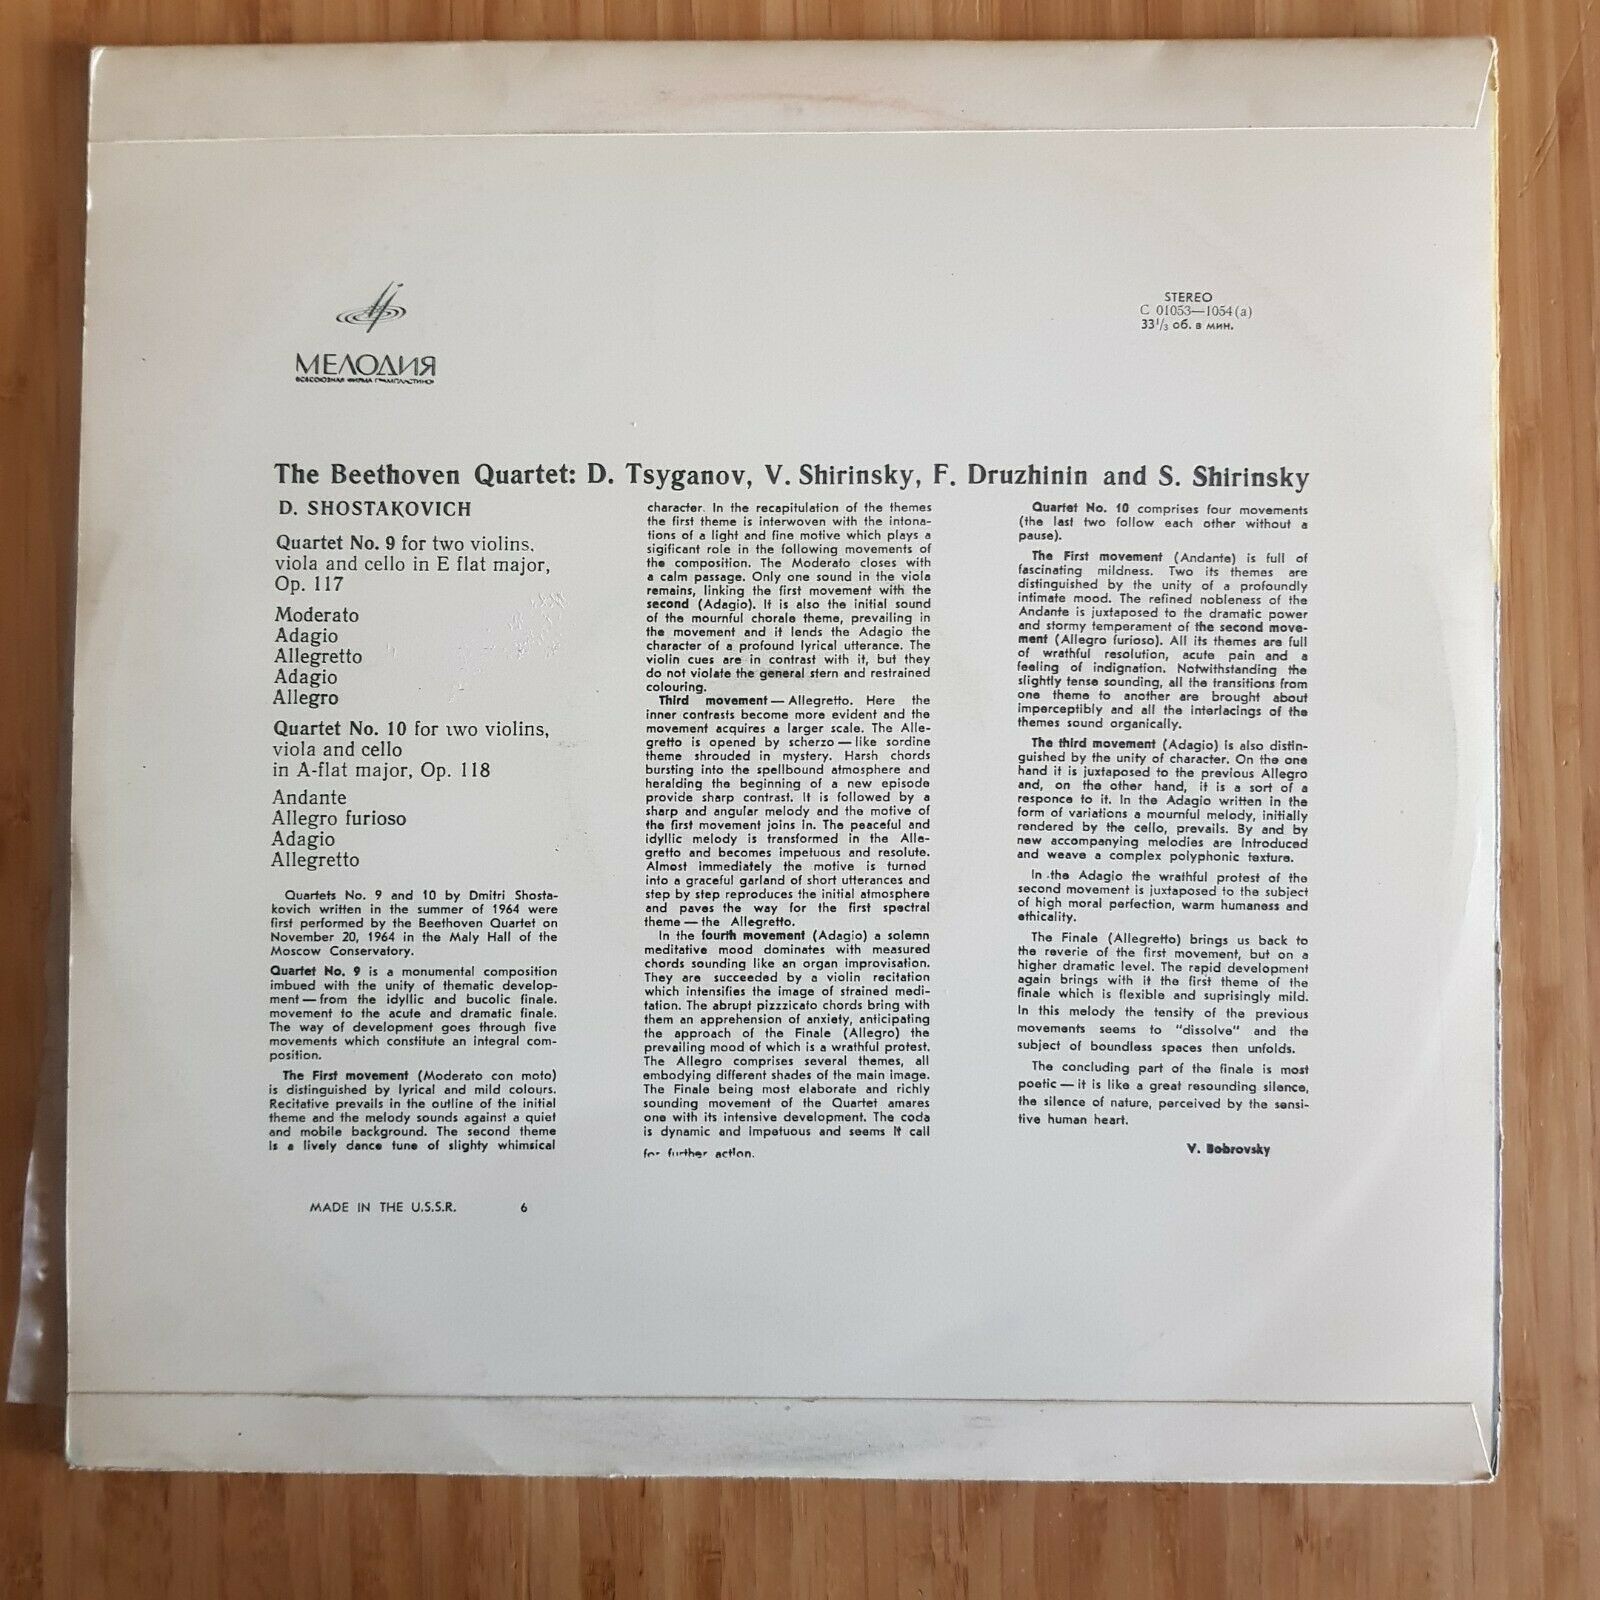 МЕЛОДИЯ
ВСЕСОЮЗНАЯ ФИРМА ГРАМПЛАСТИНОК
STEREO
C 01053—1054(a)
33⅓ об. в мин.
The Beethoven Quartet: D. Tsyganov, V. Shirinsky, F. Druzhinin and S. Shirinsky
D. SHOSTAKOVICH
Quartet No. 9 for two violins,
viola and cello in E flat major,
Op. 117
Moderato
Adagio
Allegretto
Adagio
Allegro
Quartet No. 10 for two violins,
viola and cello
in A-flat major, Op. 118
Andante
Allegro furioso
Adagio
Allegretto
Quartets No. 9 and 10 by Dmitri Shosta-
kovich written in the summer of 1964 were
first performed by the Beethoven Quartet on
November 20, 1964 in the Maly Hall of the
Moscow Conservatory.
Quartet No. 9 is a monumental composition
imbued with the unity of thematic develop-
ment — from the idyllic and bucolic finale.
movement to the acute and dramatic finale.
The way of development goes through five
movements which constitute an integral com-
position.
The First movement (Moderato con moto)
is distinguished by lyrical and mild colours.
Recitative prevails in the outline of the initial
theme and the melody sounds against a quiet
and mobile background. The second theme
is a lively dance tune of slighty whimsical
character. In the recapitulation of the themes
the first theme is interwoven with the intona-
tions of a light and fine motive which plays a
sigificant role in the following movements of
the composition. The Moderato closes with
a calm passage. Only one sound in the viola
remains, linking the first movement with the
second (Adagio). It is also the initial sound
of the mournful chorale theme, prevailing in
the movement and it lends the Adagio the
character of a profound lyrical utterance. The
violin cues are in contrast with it, but they
do not violate the general stern and restrained
colouring.
Third movement — Allegretto. Here the
inner contrasts become more evident and the
movement acquires a larger scale. The Alle-
gretto is opened by scherzo — like sordine
theme shrouded in mystery. Harsh chords
bursting into the spellbound atmosphere and
heralding the beginning of a new episode
provide sharp contrast. It is followed by a
sharp and angular melody and the motive of
the first movement joins in. The peaceful and
idyllic melody is transformed in the Alle-
gretto and becomes impetuous and resolute.
Almost immediately the motive is turned
into a graceful garland of short utterances and
step by step reproduces the initial atmosphere
and paves the way for the first spectral
theme — the Allegretto.
In the fourth movement (Adagio) a solemn
meditative mood dominates with measured
chords sounding like an organ improvisation.
They are succeeded by a violin recitation
which intensifies the image of strained medi-
tation. The abrupt pizzzicato chords bring with
them an apprehension of anxiety, anticipating
the approach of the Finale (Allegro) the
prevailing mood of which is a wrathful protest.
The Allegro comprises several themes, all
embodying different shades of the main image.
The Finale being most elaborate and richly
sounding movement of the Quartet amares
one with its intensive development. The coda
is dynamic and impetuous and seems It call
for further action.
Quartet No. 10 comprises four movements
(the last two follow each other without a
pause).
The First movement (Andante) is full of
fascinating mildness. Two its themes are
distinguished by the unity of a profoundly
intimate mood. The refined nobleness of the
Andante is juxtaposed to the dramatic power
and stormy temperament of the second move-
ment (Allegro furioso). All its themes are full
of wrathful resolution, acute pain and a
feeling of indignation. Notwithstanding the
slightly tense sounding, all the transitions from
one theme to another are brought about
imperceptibly and all the interlacings of the
themes sound organically.
The third movement (Adagio) is also distin-
guished by the unity of character. On the one
hand it is juxtaposed to the previous Allegro
and, on the other hand, it is a sort of a
responce to it. In the Adagio written in the
form of variations a mournful melody, initially
rendered by the cello, prevails. By and by
new accompanying melodies are introduced
and weave a complex polyphonic texture.
In the Adagio the wrathful protest of the
second movement is juxtaposed to the subject
of high moral perfection, warm humaness and
ethicality.
The Finale (Allegretto) brings us back to
the reverie of the first movement, but on a
higher dramatic level. The rapid development
again brings with it the first theme of the
finale which is flexible and suprisingly mild.
In this melody the tensity of the previous
movements seems to "dissolve" and the
subject of boundless spaces then unfolds.
The concluding part of the finale is most
poetic — it is like a great resounding silence,
the silence of nature, perceived by the sensi-
tive human heart.
V. Bobrovsky
MADE IN THE U.S.S.R. 6